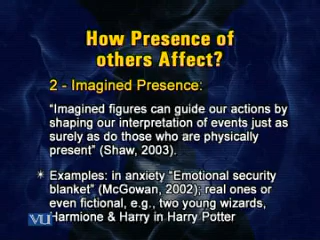 How Presence of
others Affect?
2 - Imagined Presence:
“Imagined figures can guide our actions by
shaping our interpretation of events just as
surely as do those who are physically
present” (Shaw, 2003).
* Examples: in anxiety “Emotional security
blanket” (McGowan, 2002); real ones or
even fictional, e.g., two young wizards,
Harmione & Harry in Harry Potter
VU